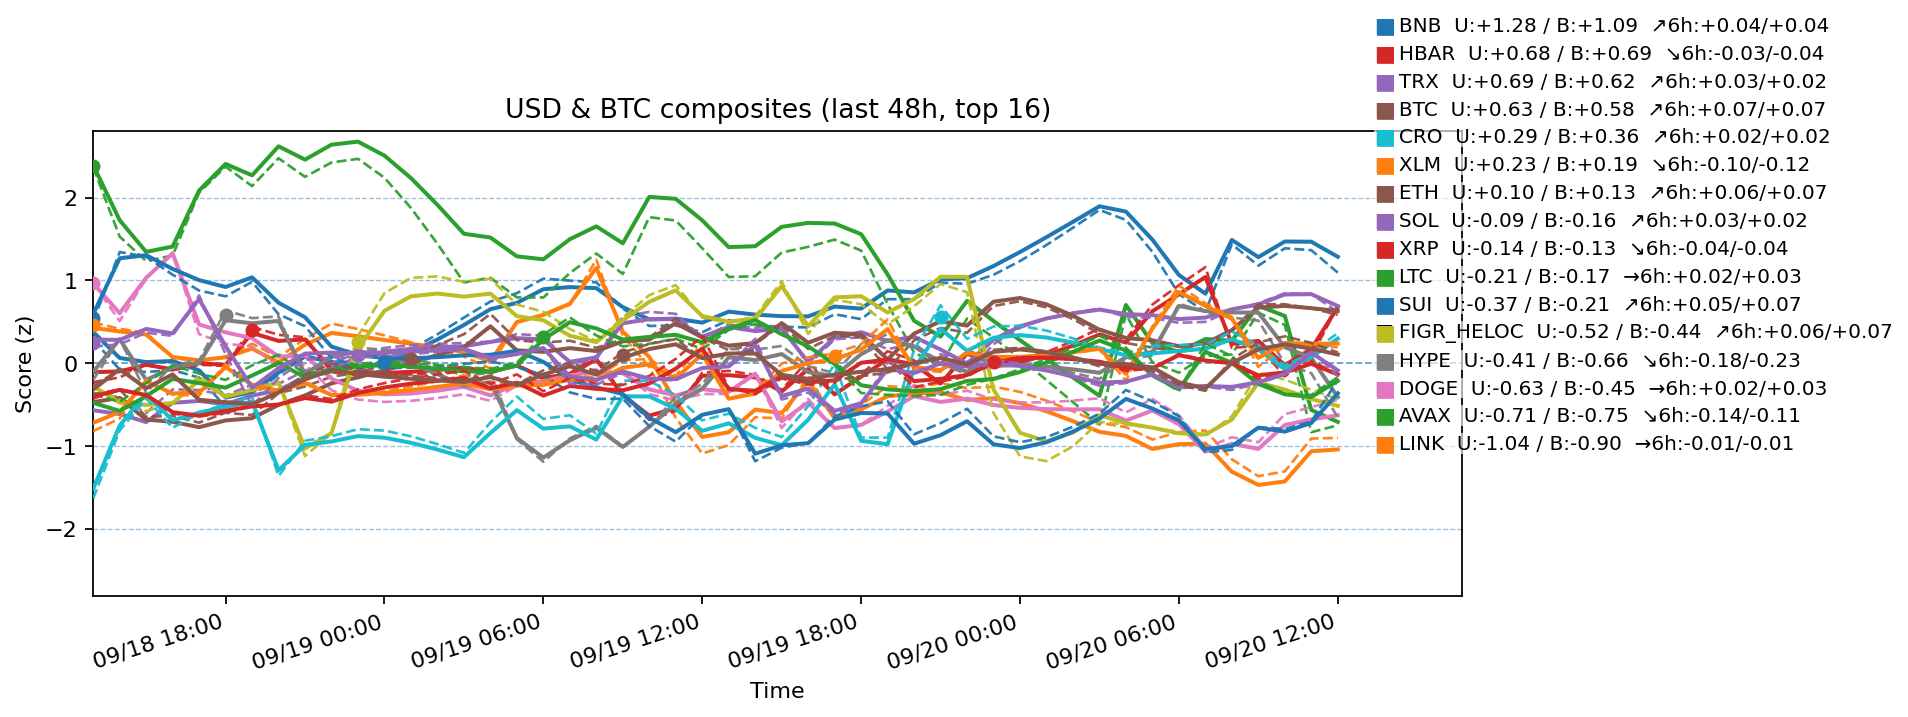 BNB  U:+1.28 / B:+1.09  ↗6h:+0.04/+0.04
HBAR  U:+0.68 / B:+0.69  ↘6h:-0.03/-0.04
TRX  U:+0.69 / B:+0.62  ↗6h:+0.03/+0.02
BTC  U:+0.63 / B:+0.58  ↗6h:+0.07/+0.07
CRO  U:+0.29 / B:+0.36  ↗6h:+0.02/+0.02
XLM  U:+0.23 / B:+0.19  ↘6h:-0.10/-0.12
ETH  U:+0.10 / B:+0.13  ↗6h:+0.06/+0.07
SOL  U:-0.09 / B:-0.16  ↗6h:+0.03/+0.02
XRP  U:-0.14 / B:-0.13  ↘6h:-0.04/-0.04
LTC  U:-0.21 / B:-0.17  →6h:+0.02/+0.03
SUI  U:-0.37 / B:-0.21  ↗6h:+0.05/+0.07
FIGR_HELOC  U:-0.52 / B:-0.44  ↗6h:+0.06/+0.07
HYPE  U:-0.41 / B:-0.66  ↘6h:-0.18/-0.23
DOGE  U:-0.63 / B:-0.45  →6h:+0.02/+0.03
AVAX  U:-0.71 / B:-0.75  ↘6h:-0.14/-0.11
LINK  U:-1.04 / B:-0.90  →6h:-0.01/-0.01
USD & BTC composites (last 48h, top 16)
Score (z)
2
1
0
−1
−2
09/18 18:00
09/19 00:00
09/19 06:00
09/19 12:00
09/19 18:00
09/20 00:00
09/20 06:00
09/20 12:00
Time